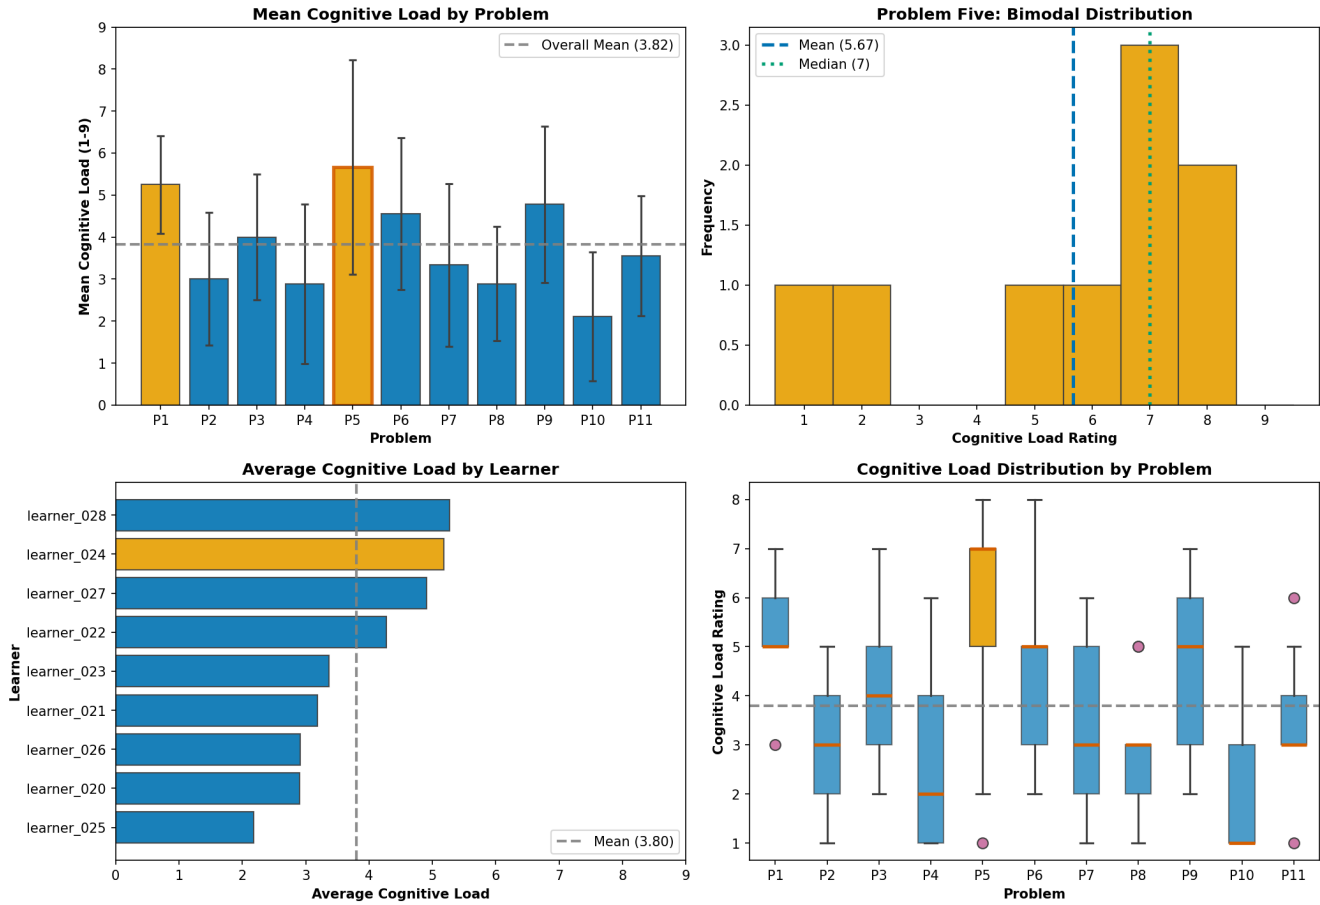 Mean Cognitive Load by Problem
Mean Cognitive Load (1-9)
9
8
7
6
5
4
3
2
1
0
Overall Mean (3.82)
P1 P2 P3 P4 P5 P6 P7 P8 P9 P10 P11
Problem
Problem Five: Bimodal Distribution
Frequency
3.0
2.5
2.0
1.5
1.0
0.5
0.0
Mean (5.67)
Median (7)
1 2 3 4 5 6 7 8 9
Cognitive Load Rating
Average Cognitive Load by Learner
Learner
learner_028
learner_024
learner_027
learner_022
learner_023
learner_021
learner_026
learner_020
learner_025
Mean (3.80)
0 1 2 3 4 5 6 7 8 9
Average Cognitive Load
Cognitive Load Distribution by Problem
Cognitive Load Rating
8
7
6
5
4
3
2
1
P1 P2 P3 P4 P5 P6 P7 P8 P9 P10 P11
Problem